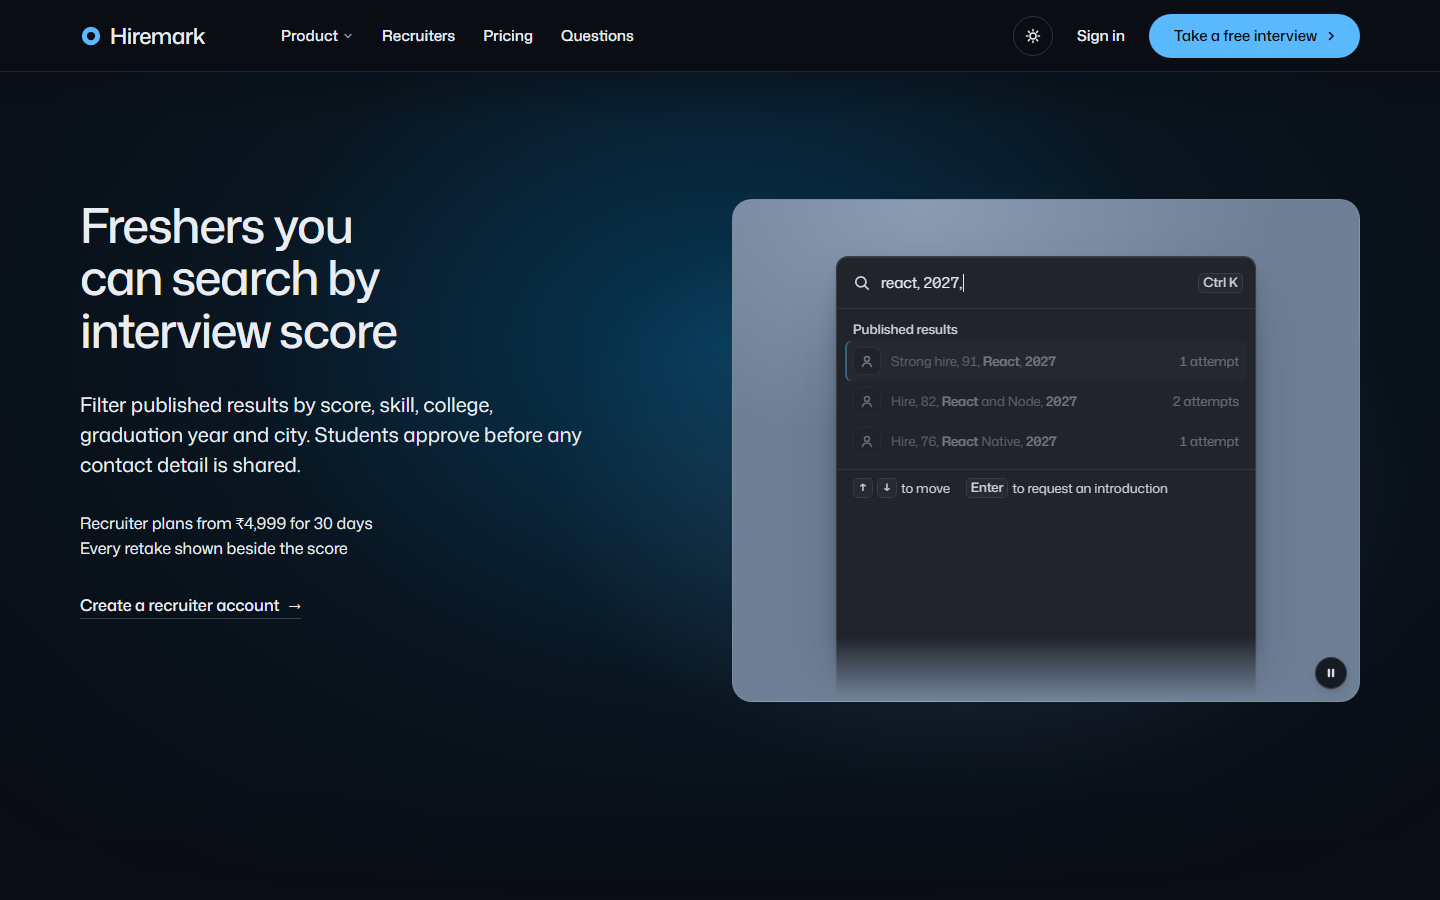 Hiremark
Product
Recruiters
Pricing
Questions
Sign in
Take a free interview
Freshers you
can search by
interview score
Filter published results by score, skill, college,
graduation year and city. Students approve before any
contact detail is shared.
Recruiter plans from ₹4,999 for 30 days
Every retake shown beside the score
Create a recruiter account →
react, 2027,
Ctrl K
Published results
Strong hire, 91, React, 2027
1 attempt
Hire, 82, React and Node, 2027
2 attempts
Hire, 76, React Native, 2027
1 attempt
↑ ↓ to move Enter to request an introduction